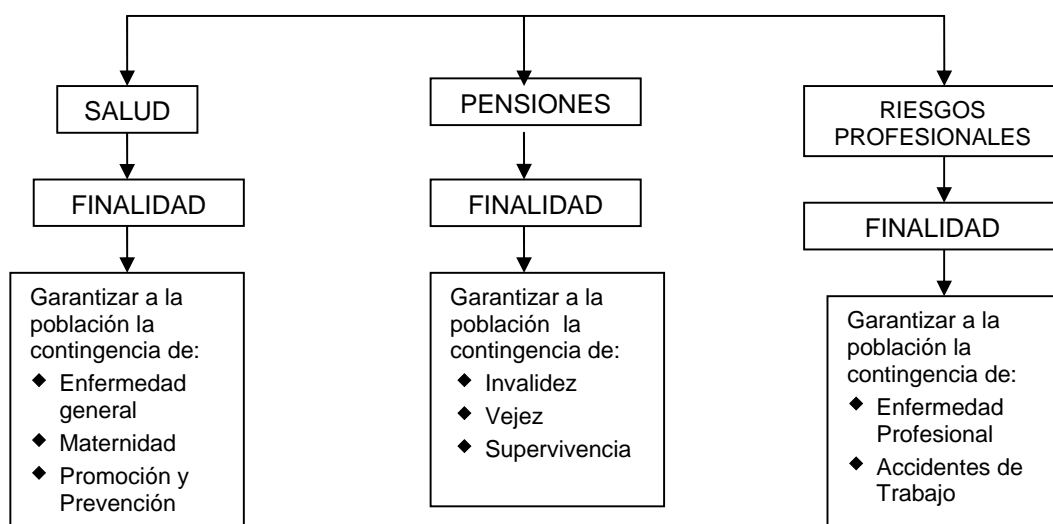 SALUD
FINALIDAD
Garantizar a la
población la
contingencia de:
◆ Enfermedad
general
◆ Maternidad
◆ Promoción y
Prevención
PENSIONES
FINALIDAD
Garantizar a la
población la
contingencia de:
◆ Invalidez
◆ Vejez
◆ Supervivencia
RIESGOS
PROFESIONALES
FINALIDAD
Garantizar a la
población la
contingencia de:
◆ Enfermedad
Profesional
◆ Accidentes de
Trabajo